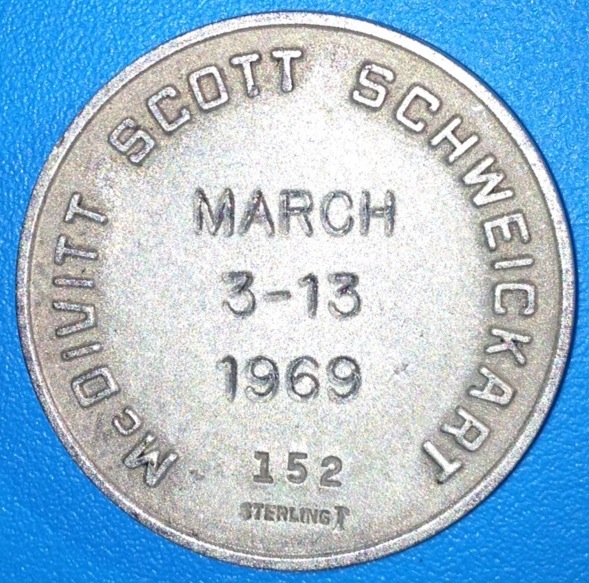 McDIVITT SCOTT SCHWEICKART
MARCH
3-13
1969
152
STERLING